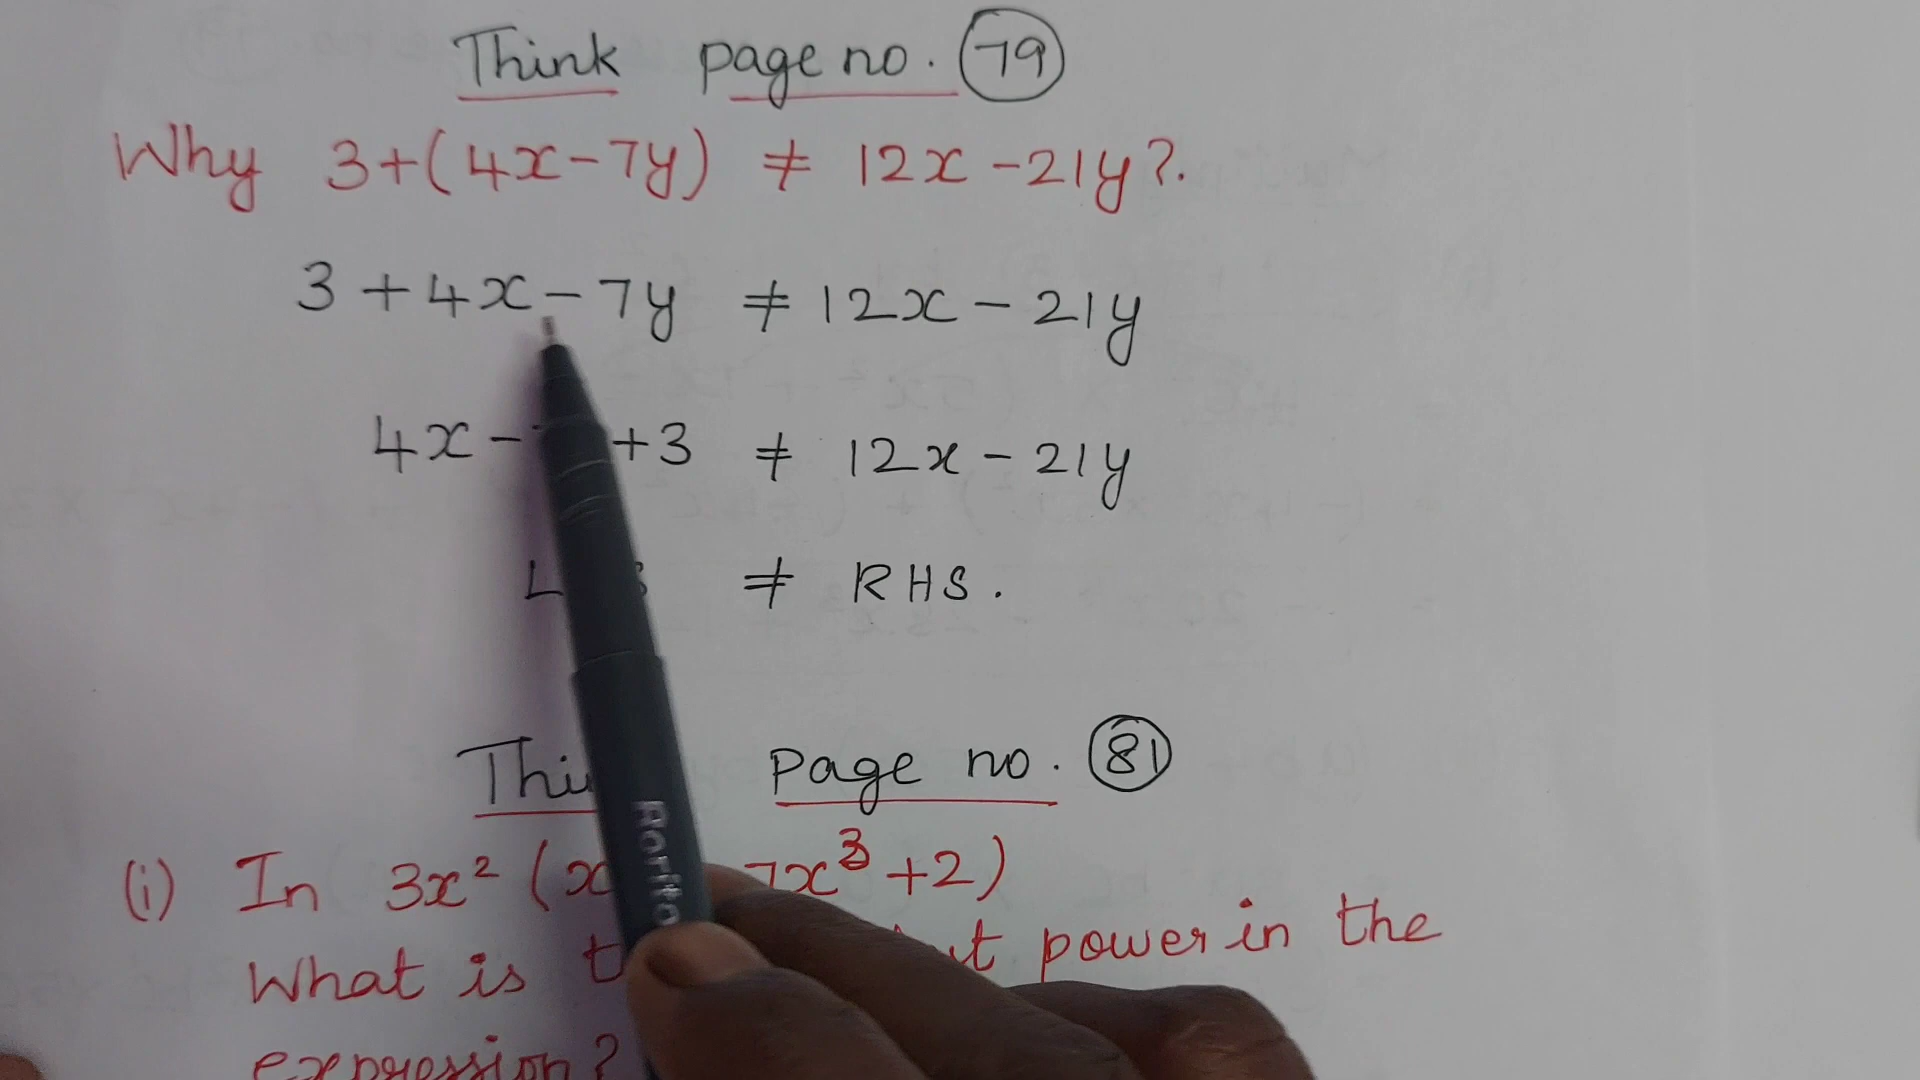 Think page no. 79
Why 3+(4x-7y) ≠ 12x-21y?.
3+4x-7y ≠ 12x-21y
4x- +3 ≠ 12x-21y
≠ RHS.
Page no. 81
(i) In 3x² ( 7x³+2)
What is power in the
expression?